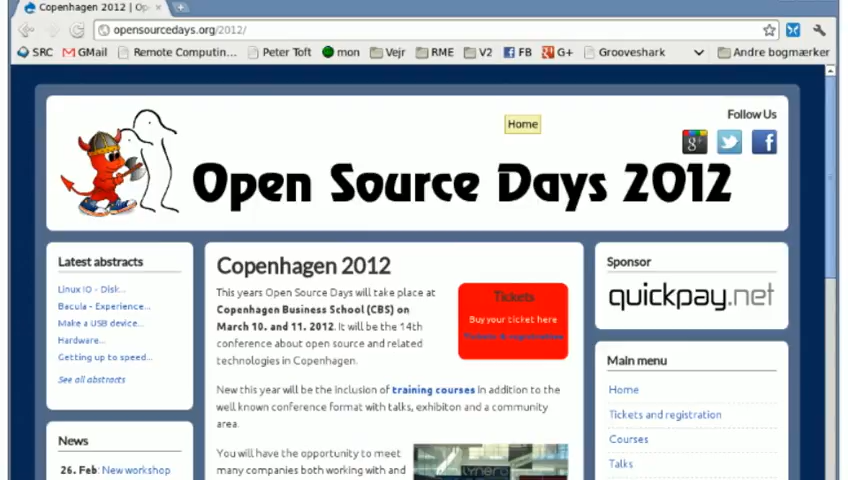 Copenhagen 2012 | Op
opensourcedays.org/2012/
SRC GMail Remote Computin... Peter Toft mon Vejr RME V2 FB G+ Grooveshark Andre bogmærker
Home
Follow Us
Open Source Days 2012
Latest abstracts
Linux IO - Disk...
Bacula - Experience...
Make a USB device...
Hardware...
Getting up to speed...
See all abstracts
News
26. Feb: New workshop
Copenhagen 2012
This years Open Source Days will take place at
Copenhagen Business School (CBS) on
March 10. and 11. 2012. It will be the 14th
conference about open source and related
technologies in Copenhagen.
Tickets
Buy your ticket here
Tickets & registration
New this year will be the inclusion of training courses in addition to the
well known conference format with talks, exhibiton and a community
area.
You will have the opportunity to meet
many companies both working with and
Sponsor
quickpay.net
Main menu
Home
Tickets and registration
Courses
Talks